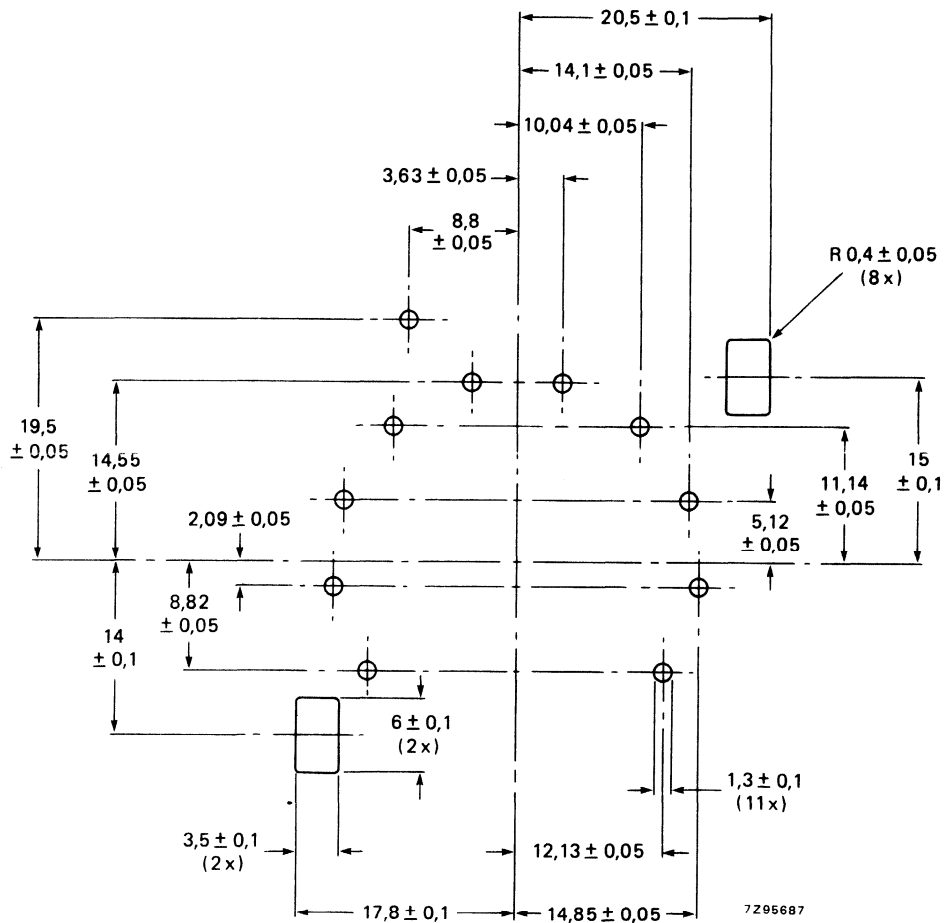 20,5 ± 0,1
14,1 ± 0,05
10,04 ± 0,05
3,63 ± 0,05
8,8
± 0,05
R 0,4 ± 0,05
(8x)
19,5
± 0,05
14,55
± 0,05
11,14
± 0,05
15
± 0,1
2,09 ± 0,05
5,12
± 0,05
8,82
± 0,05
14
± 0,1
6 ± 0,1
(2x)
1,3 ± 0,1
(11x)
3,5 ± 0,1
(2x)
12,13 ± 0,05
17,8 ± 0,1
14,85 ± 0,05
7Z95687